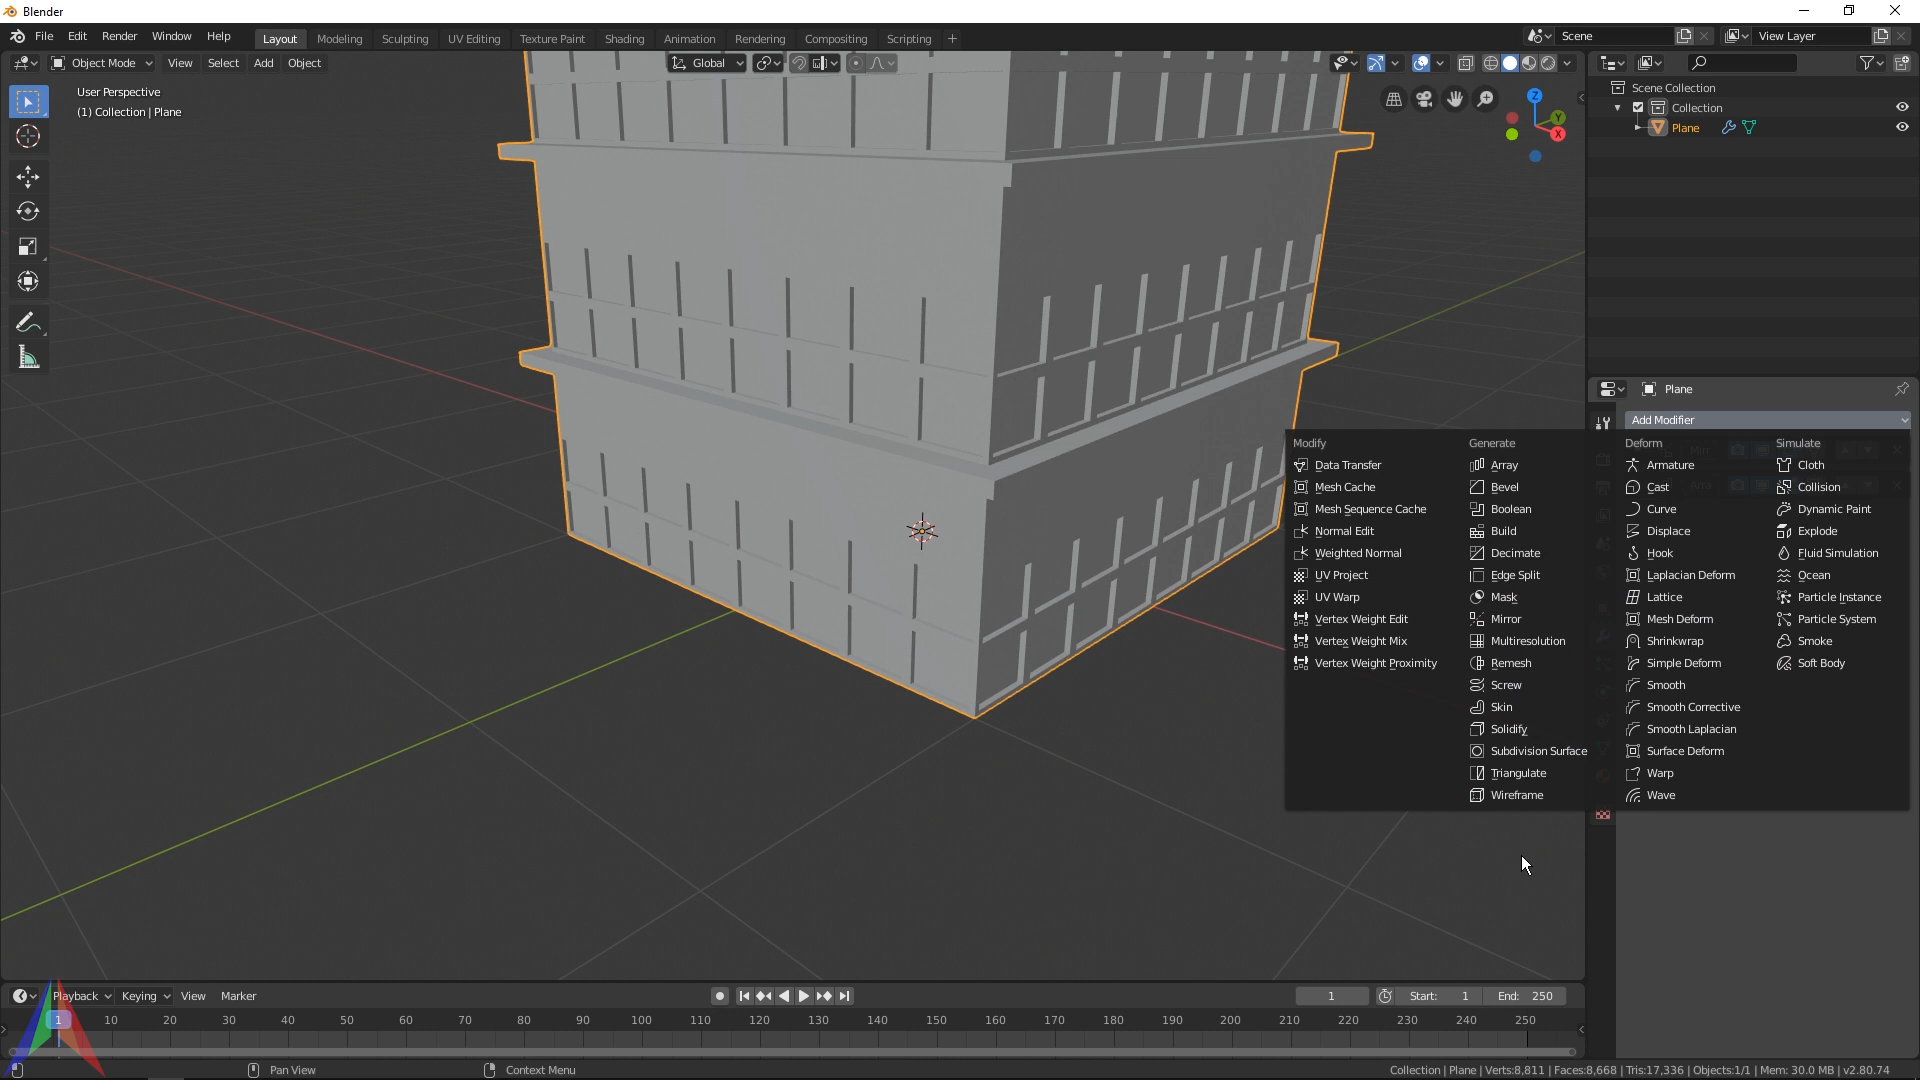 Blender
File Edit Render Window Help Layout Modeling Sculpting UV Editing Texture Paint Shading Animation Rendering Compositing Scripting + Scene View Layer
Object Mode View Select Add Object Global
User Perspective
(1) Collection | Plane
Z
Y
X
Scene Collection
Collection
Plane
Plane
Add Modifier
Modify Generate Deform Simulate
Data Transfer Array Armature Cloth
Mesh Cache Bevel Cast Collision
Mesh Sequence Cache Boolean Curve Dynamic Paint
Normal Edit Build Displace Explode
Weighted Normal Decimate Hook Fluid Simulation
UV Project Edge Split Laplacian Deform Ocean
UV Warp Mask Lattice Particle Instance
Vertex Weight Edit Mirror Mesh Deform Particle System
Vertex Weight Mix Multiresolution Shrinkwrap Smoke
Vertex Weight Proximity Remesh Simple Deform Soft Body
Screw Smooth
Skin Smooth Corrective
Solidify Smooth Laplacian
Subdivision Surface Surface Deform
Triangulate Warp
Wireframe Wave
Playback Keying View Marker 1 Start: 1 End: 250
1 10 20 30 40 50 60 70 80 90 100 110 120 130 140 150 160 170 180 190 200 210 220 230 240 250
Pan View Context Menu Collection | Plane | Verts:8,811 | Faces:8,668 | Tris:17,336 | Objects:1/1 | Mem: 30.0 MB | v2.80.74